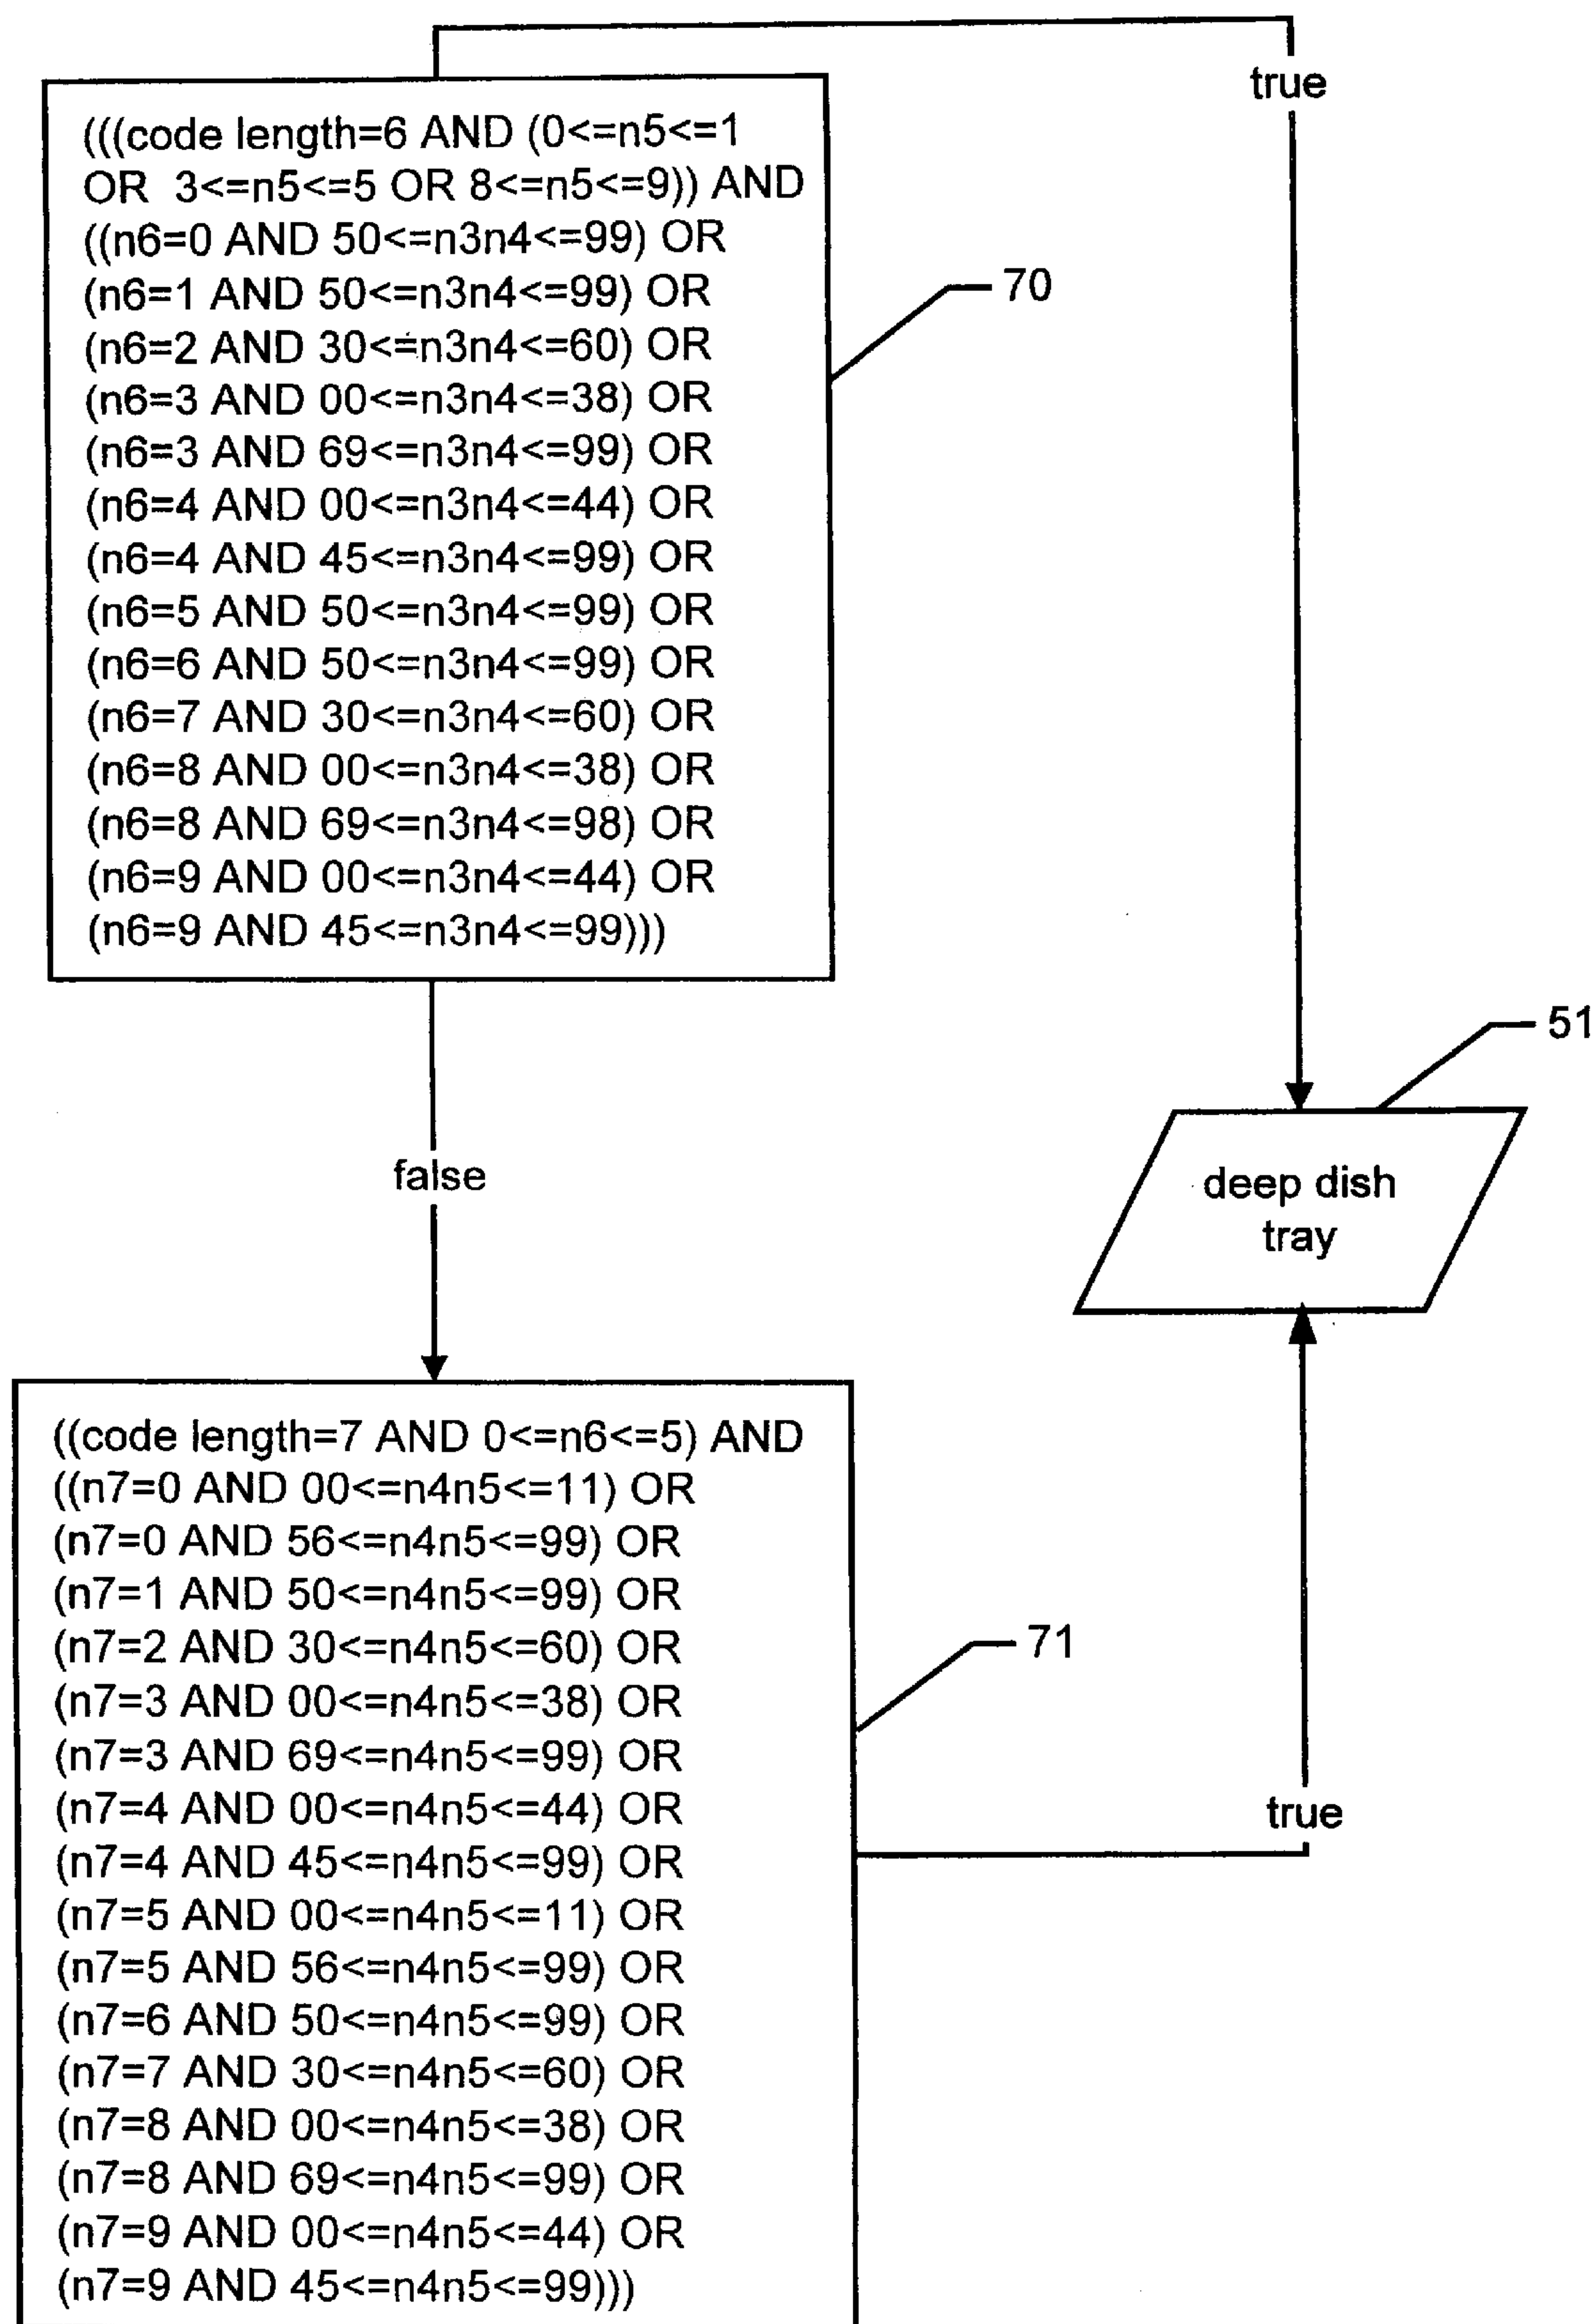 true
(((code length=6 AND (0<=n5<=1
OR 3<=n5<=5 OR 8<=n5<=9)) AND
((n6=0 AND 50<=n3n4<=99) OR
(n6=1 AND 50<=n3n4<=99) OR
(n6=2 AND 30<=n3n4<=60) OR
(n6=3 AND 00<=n3n4<=38) OR
(n6=3 AND 69<=n3n4<=99) OR
(n6=4 AND 00<=n3n4<=44) OR
(n6=4 AND 45<=n3n4<=99) OR
(n6=5 AND 50<=n3n4<=99) OR
(n6=6 AND 50<=n3n4<=99) OR
(n6=7 AND 30<=n3n4<=60) OR
(n6=8 AND 00<=n3n4<=38) OR
(n6=8 AND 69<=n3n4<=98) OR
(n6=9 AND 00<=n3n4<=44) OR
(n6=9 AND 45<=n3n4<=99)))
70
51
false
deep dish
tray
((code length=7 AND 0<=n6<=5) AND
((n7=0 AND 00<=n4n5<=11) OR
(n7=0 AND 56<=n4n5<=99) OR
(n7=1 AND 50<=n4n5<=99) OR
(n7=2 AND 30<=n4n5<=60) OR
(n7=3 AND 00<=n4n5<=38) OR
(n7=3 AND 69<=n4n5<=99) OR
(n7=4 AND 00<=n4n5<=44) OR
(n7=4 AND 45<=n4n5<=99) OR
(n7=5 AND 00<=n4n5<=11) OR
(n7=5 AND 56<=n4n5<=99) OR
(n7=6 AND 50<=n4n5<=99) OR
(n7=7 AND 30<=n4n5<=60) OR
(n7=8 AND 00<=n4n5<=38) OR
(n7=8 AND 69<=n4n5<=99) OR
(n7=9 AND 00<=n4n5<=44) OR
(n7=9 AND 45<=n4n5<=99)))
71
true